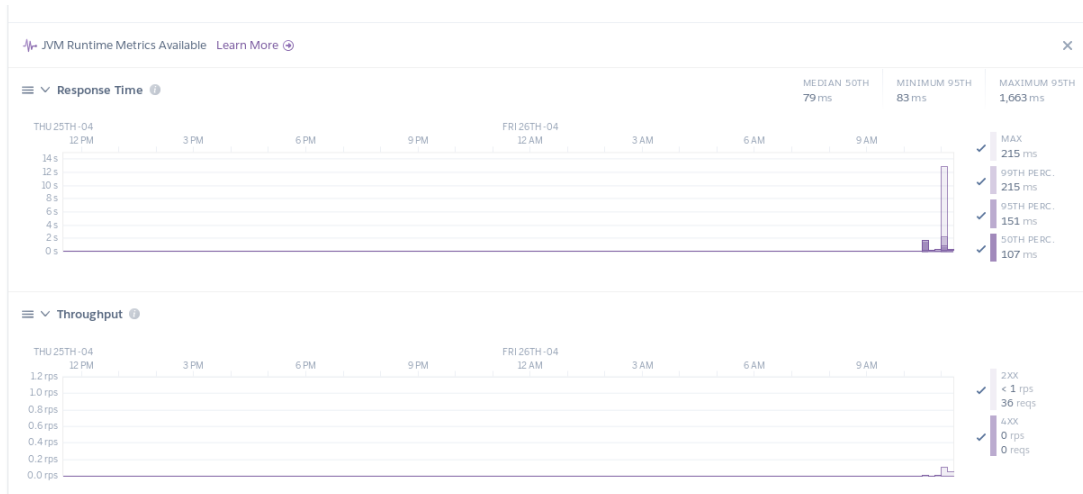 JVM Runtime Metrics Available Learn More
Response Time
MEDIAN 50TH
79 ms
MINIMUM 95TH
83 ms
MAXIMUM 95TH
1,663 ms
THU 25TH-04
FRI 26TH-04
12 PM 3 PM 6 PM 9 PM 12 AM 3 AM 6 AM 9 AM
14 s
12 s
10 s
8 s
6 s
4 s
2 s
0 s
MAX
215 ms
99TH PERC.
215 ms
95TH PERC.
151 ms
50TH PERC.
107 ms
Throughput
THU 25TH-04
FRI 26TH-04
12 PM 3 PM 6 PM 9 PM 12 AM 3 AM 6 AM 9 AM
1.2 rps
1.0 rps
0.8 rps
0.6 rps
0.4 rps
0.2 rps
0.0 rps
2XX
< 1 rps
36 reqs
4XX
0 rps
0 reqs